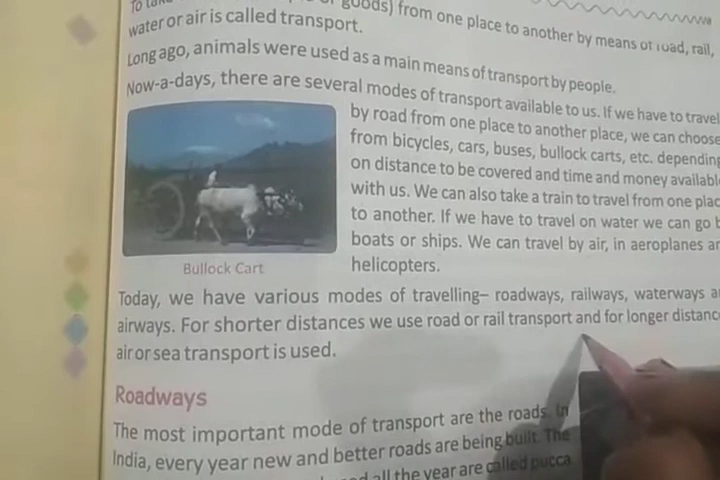 goods) from one place to another by means of road, rail,
water or air is called transport.
Long ago, animals were used as a main means of transport by people.
Now-a-days, there are several modes of transport available to us. If we have to travel
by road from one place to another place, we can choose
from bicycles, cars, buses, bullock carts, etc. depending
on distance to be covered and time and money
with us. We can also take a train to travel from one
to another. If we have to travel on water we can go
boats or ships. We can travel by air, in aeroplanes
helicopters.
Bullock Cart
Today, we have various modes of travelling– roadways, railways, waterways
airways. For shorter distances we use road or rail transport and for longer
air or sea transport is used.
Roadways
The most important mode of transport are the roads. In
India, every year new and better roads are being built. The
all the year are called pucca